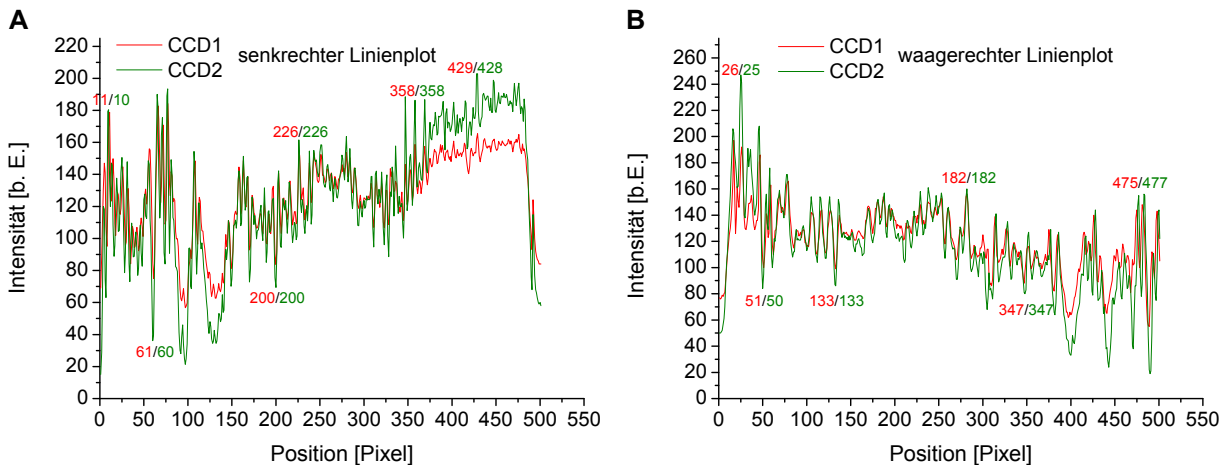 A
CCD1
CCD2
senkrechter Linienplot
Intensität [b. E.]
220
200
180
160
140
120
100
80
60
40
20
0
11/10
61/60
200/200
226/226
358/358
429/428
0 50 100 150 200 250 300 350 400 450 500 550
Position [Pixel]
B
CCD1
CCD2
waagerechter Linienplot
Intensität [b.E.]
260
240
220
200
180
160
140
120
100
80
60
40
20
0
26/25
51/50
133/133
182/182
347/347
475/477
0 50 100 150 200 250 300 350 400 450 500 550
Position [Pixel]